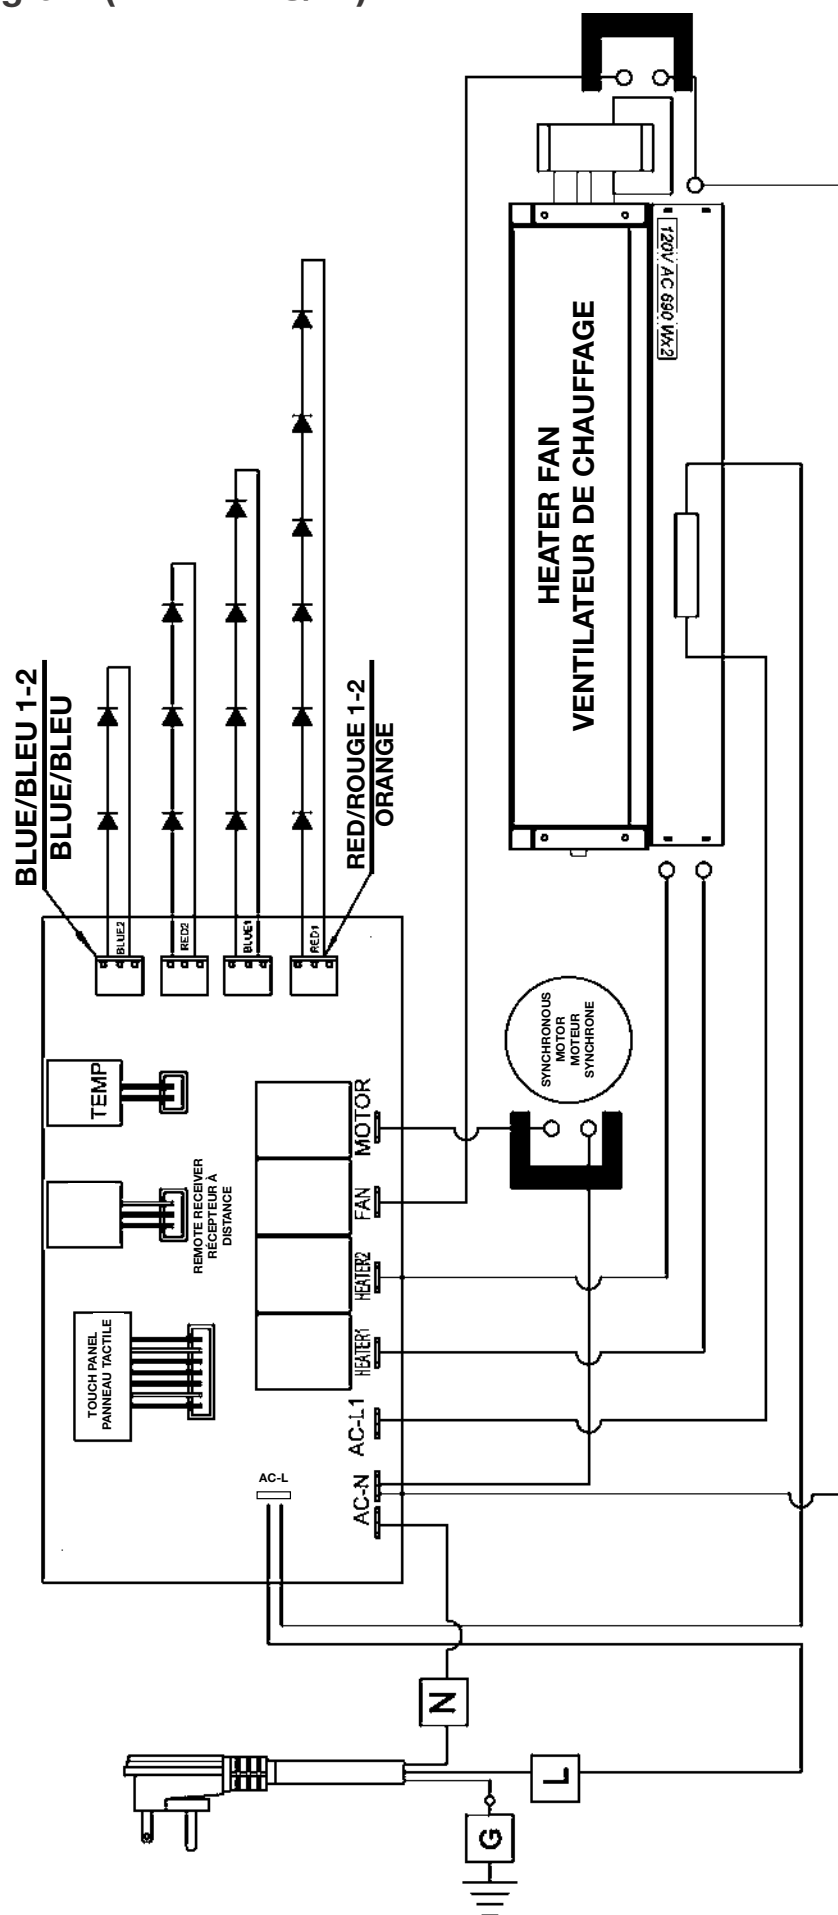 120V AC 690 Wx2
HEATER FAN
VENTILATEUR DE CHAUFFAGE
BLUE/BLEU 1-2
BLUE/BLEU
RED/ROUGE 1-2
ORANGE
BLUE2
RED2
BLUE1
RED1
SYNCHRONOUS
MOTOR
MOTEUR
SYNCHRONE
TEMP
MOTOR
REMOTE RECEIVER
RÉCEPTEUR À
DISTANCE
FAN
HEATER2
TOUCH PANEL
PANNEAU TACTILE
HEATER1
AC-L1
AC-L
AC-N
N
L
G